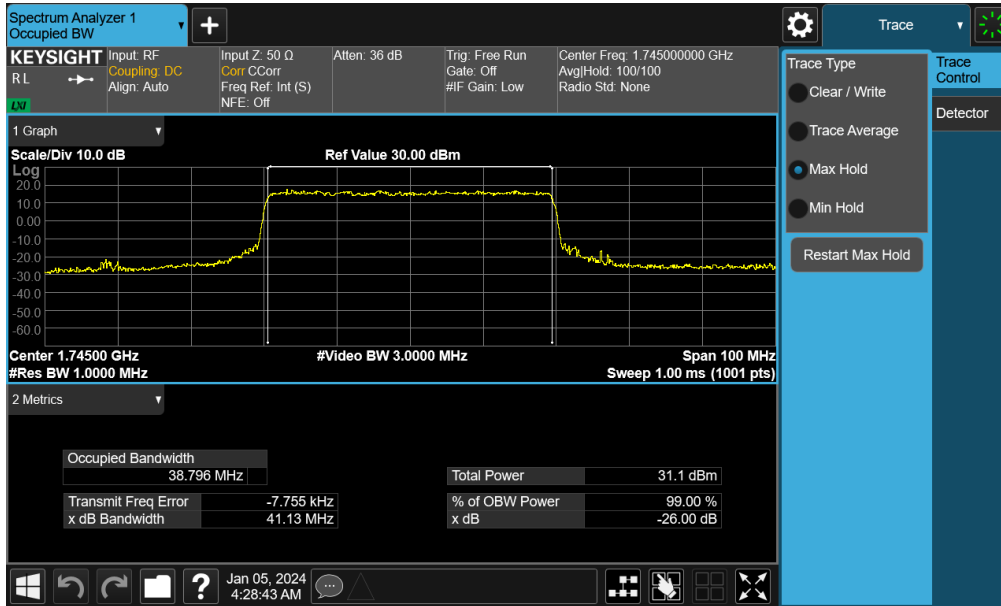 Spectrum Analyzer 1
Occupied BW
+
Trace
KEYSIGHT
RL
LXI
Input: RF
Coupling: DC
Align: Auto
Input Z: 50 Ω
Corr CCorr
Freq Ref: Int (S)
NFE: Off
Atten: 36 dB
Trig: Free Run
Gate: Off
#IF Gain: Low
Center Freq: 1.745000000 GHz
Avg|Hold: 100/100
Radio Std: None
Trace Type
Clear / Write
Trace Average
Max Hold
Min Hold
Restart Max Hold
Trace
Control
Detector
1 Graph
Scale/Div 10.0 dB
Ref Value 30.00 dBm
Log
20.0
10.0
0.00
-10.0
-20.0
-30.0
-40.0
-50.0
-60.0
Center 1.74500 GHz
#Video BW 3.0000 MHz
Span 100 MHz
#Res BW 1.0000 MHz
Sweep 1.00 ms (1001 pts)
2 Metrics
Occupied Bandwidth
38.796 MHz
Total Power 31.1 dBm
Transmit Freq Error -7.755 kHz
% of OBW Power 99.00 %
x dB Bandwidth 41.13 MHz
x dB -26.00 dB
?
Jan 05, 2024
4:28:43 AM